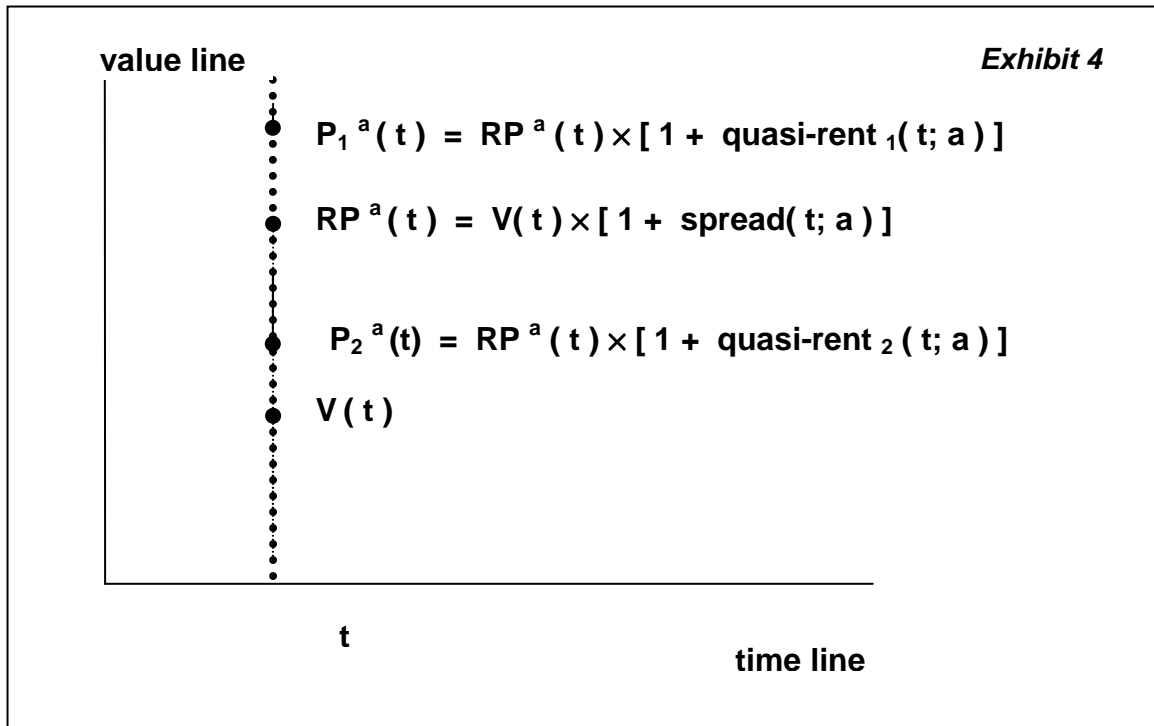 value line
Exhibit 4
P₁ ᵃ ( t ) = RP ᵃ ( t ) × [ 1 + quasi-rent ₁( t; a ) ]
RP ᵃ ( t ) = V( t ) × [ 1 + spread( t; a ) ]
P₂ ᵃ (t) = RP ᵃ ( t ) × [ 1 + quasi-rent ₂ ( t; a ) ]
V ( t )
t
time line